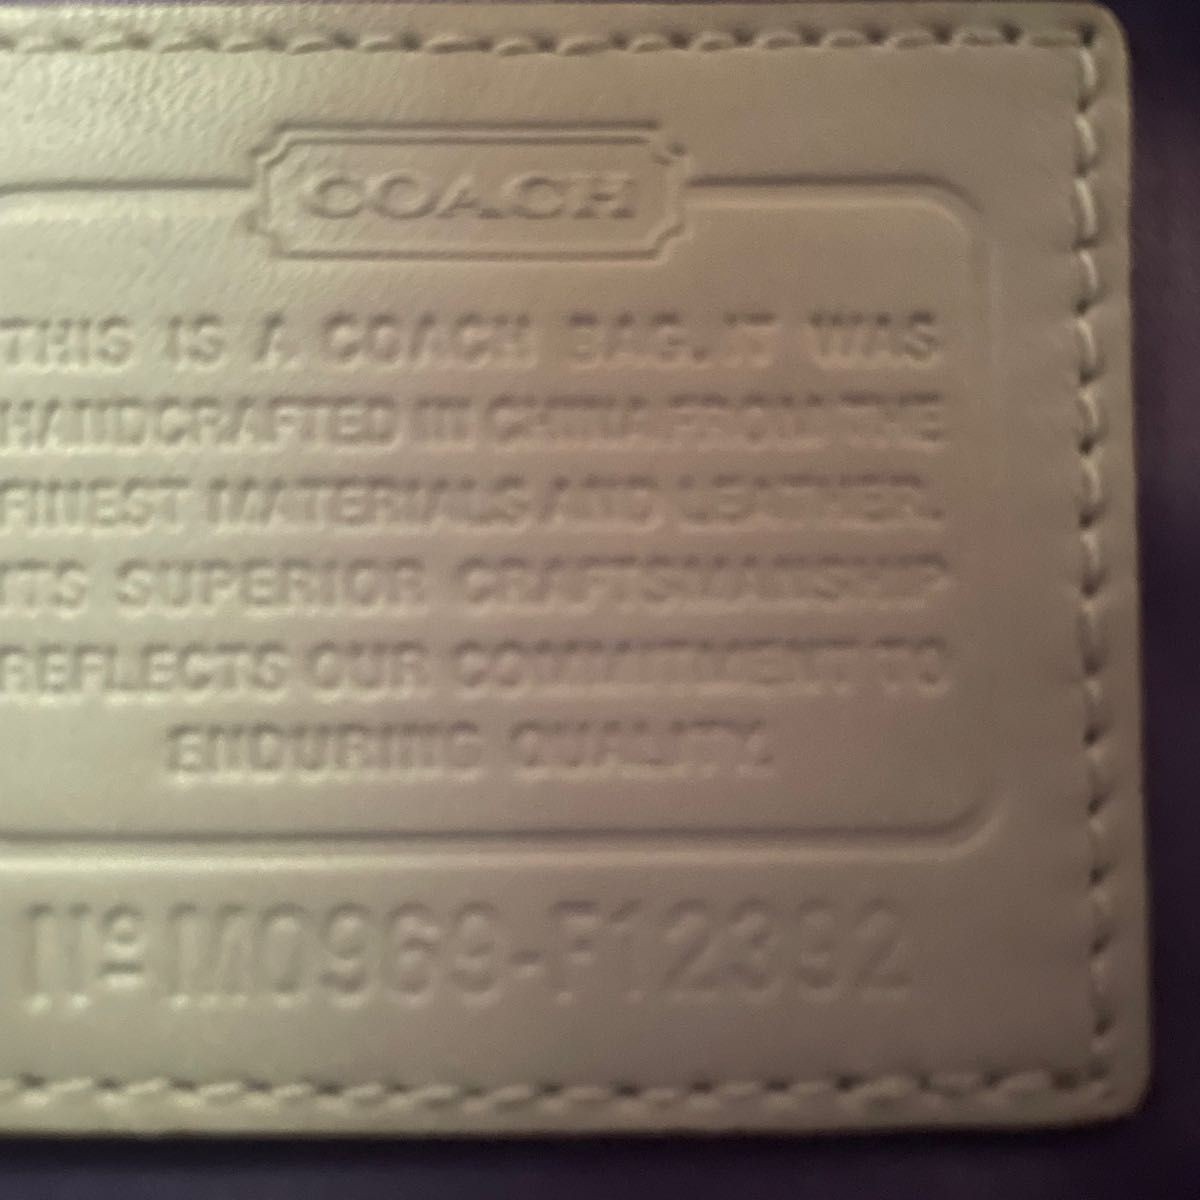 COACH
THIS IS A COACH BAG. IT WAS
HANDCRAFTED IN CHINA FROM THE
FINEST MATERIALS AND LEATHER.
ITS SUPERIOR CRAFTSMANSHIP
REFLECTS OUR COMMITMENT TO
ENDURING QUALITY.
Nº M0969-F12392